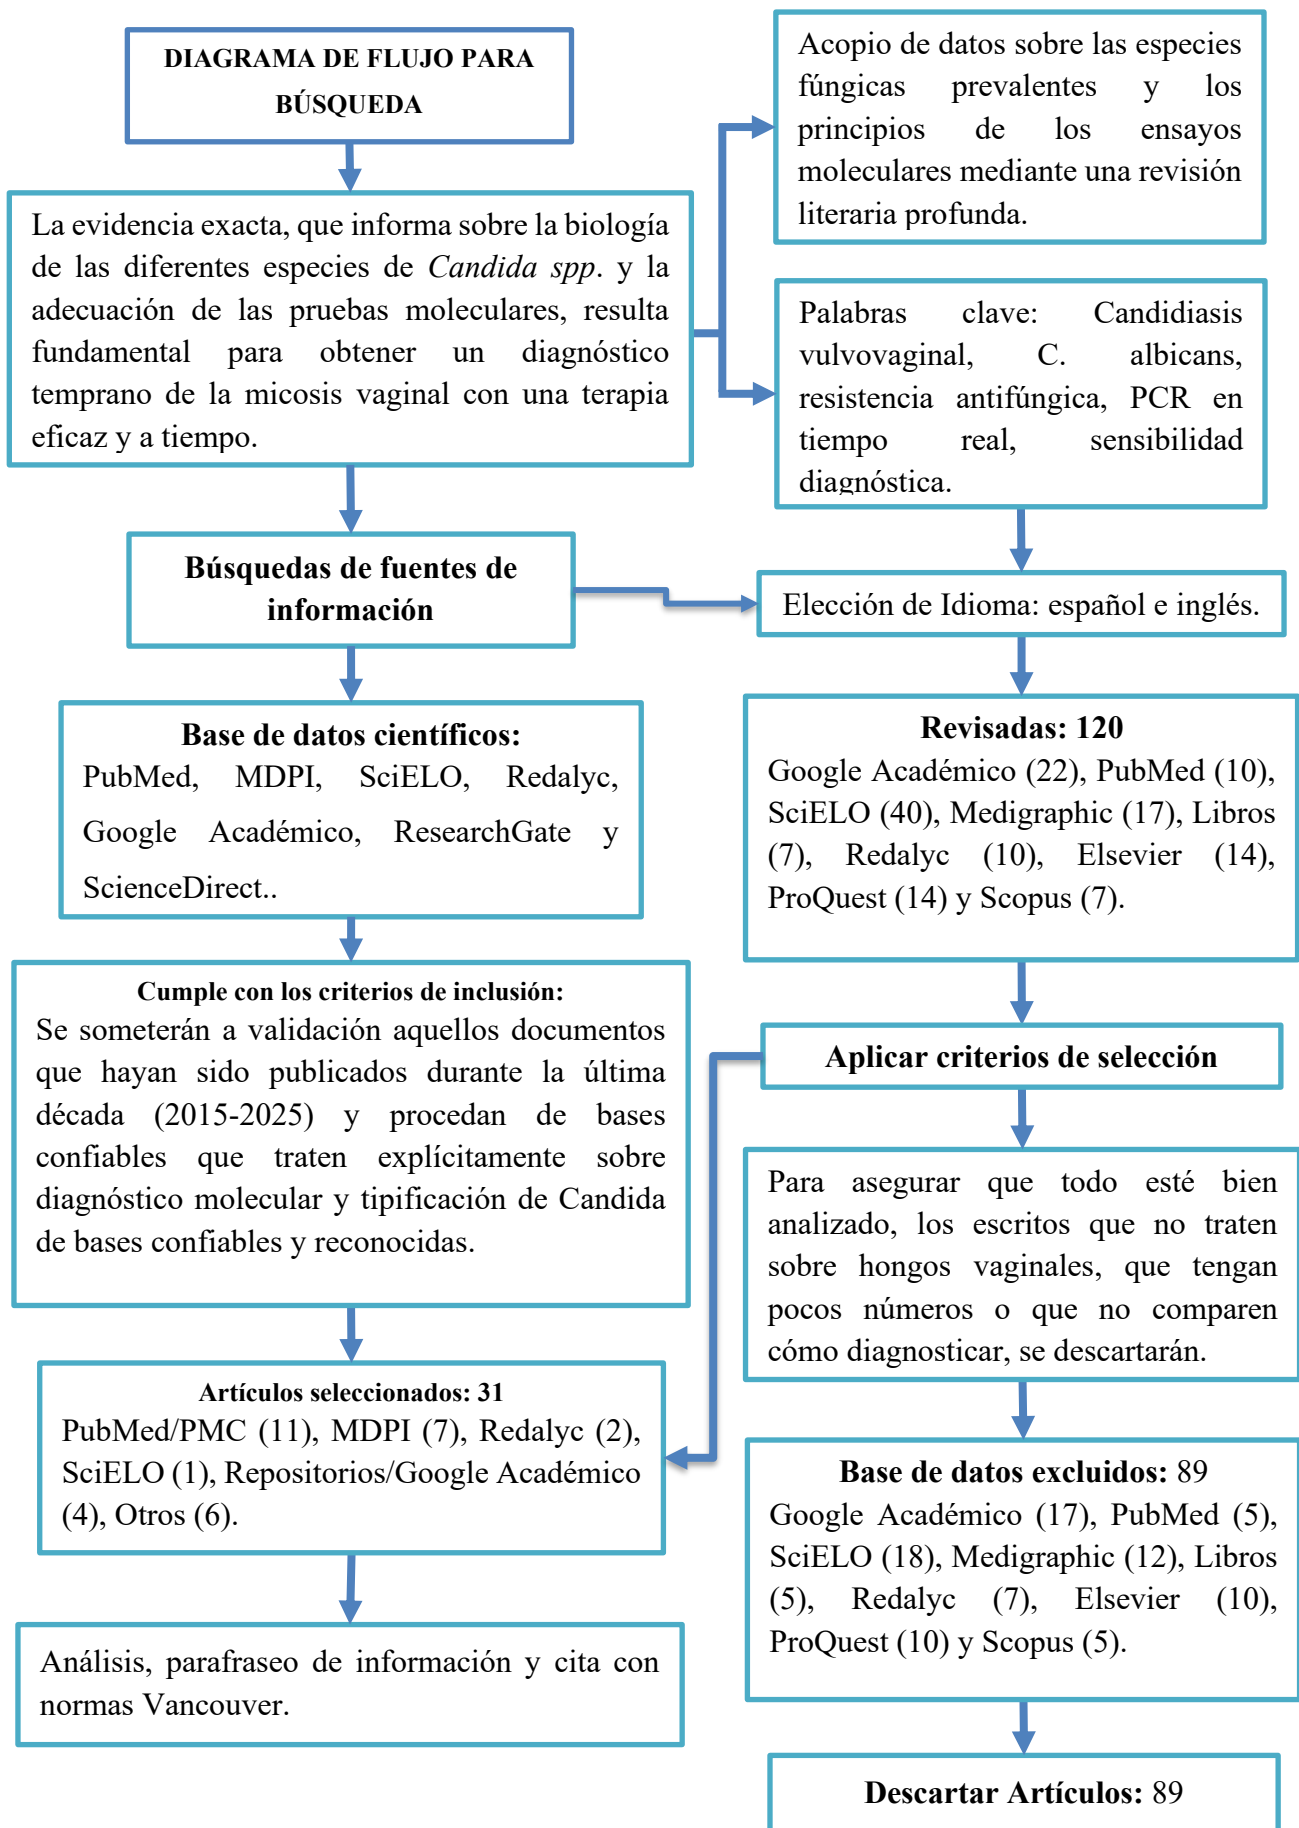 DIAGRAMA DE FLUJO PARA
BÚSQUEDA
La evidencia exacta, que informa sobre la biología
de las diferentes especies de Candida spp. y la
adecuación de las pruebas moleculares, resulta
fundamental para obtener un diagnóstico
temprano de la micosis vaginal con una terapia
eficaz y a tiempo.
Acopio de datos sobre las especies
fúngicas prevalentes y los
principios de los ensayos
moleculares mediante una revisión
literaria profunda.
Palabras clave: Candidiasis
vulvovaginal, C. albicans,
resistencia antifúngica, PCR en
tiempo real, sensibilidad
diagnóstica.
Búsquedas de fuentes de
información
Elección de Idioma: español e inglés.
Base de datos científicos:
PubMed, MDPI, SciELO, Redalyc,
Google Académico, ResearchGate y
ScienceDirect..
Revisadas: 120
Google Académico (22), PubMed (10),
SciELO (40), Medigraphic (17), Libros
(7), Redalyc (10), Elsevier (14),
ProQuest (14) y Scopus (7).
Cumple con los criterios de inclusión:
Se someterán a validación aquellos documentos
que hayan sido publicados durante la última
década (2015-2025) y procedan de bases
confiables que traten explícitamente sobre
diagnóstico molecular y tipificación de Candida
de bases confiables y reconocidas.
Aplicar criterios de selección
Para asegurar que todo esté bien
analizado, los escritos que no traten
sobre hongos vaginales, que tengan
pocos números o que no comparen
cómo diagnosticar, se descartarán.
Artículos seleccionados: 31
PubMed/PMC (11), MDPI (7), Redalyc (2),
SciELO (1), Repositorios/Google Académico
(4), Otros (6).
Base de datos excluidos: 89
Google Académico (17), PubMed (5),
SciELO (18), Medigraphic (12), Libros
(5), Redalyc (7), Elsevier (10),
ProQuest (10) y Scopus (5).
Análisis, parafraseo de información y cita con
normas Vancouver.
Descartar Artículos: 89